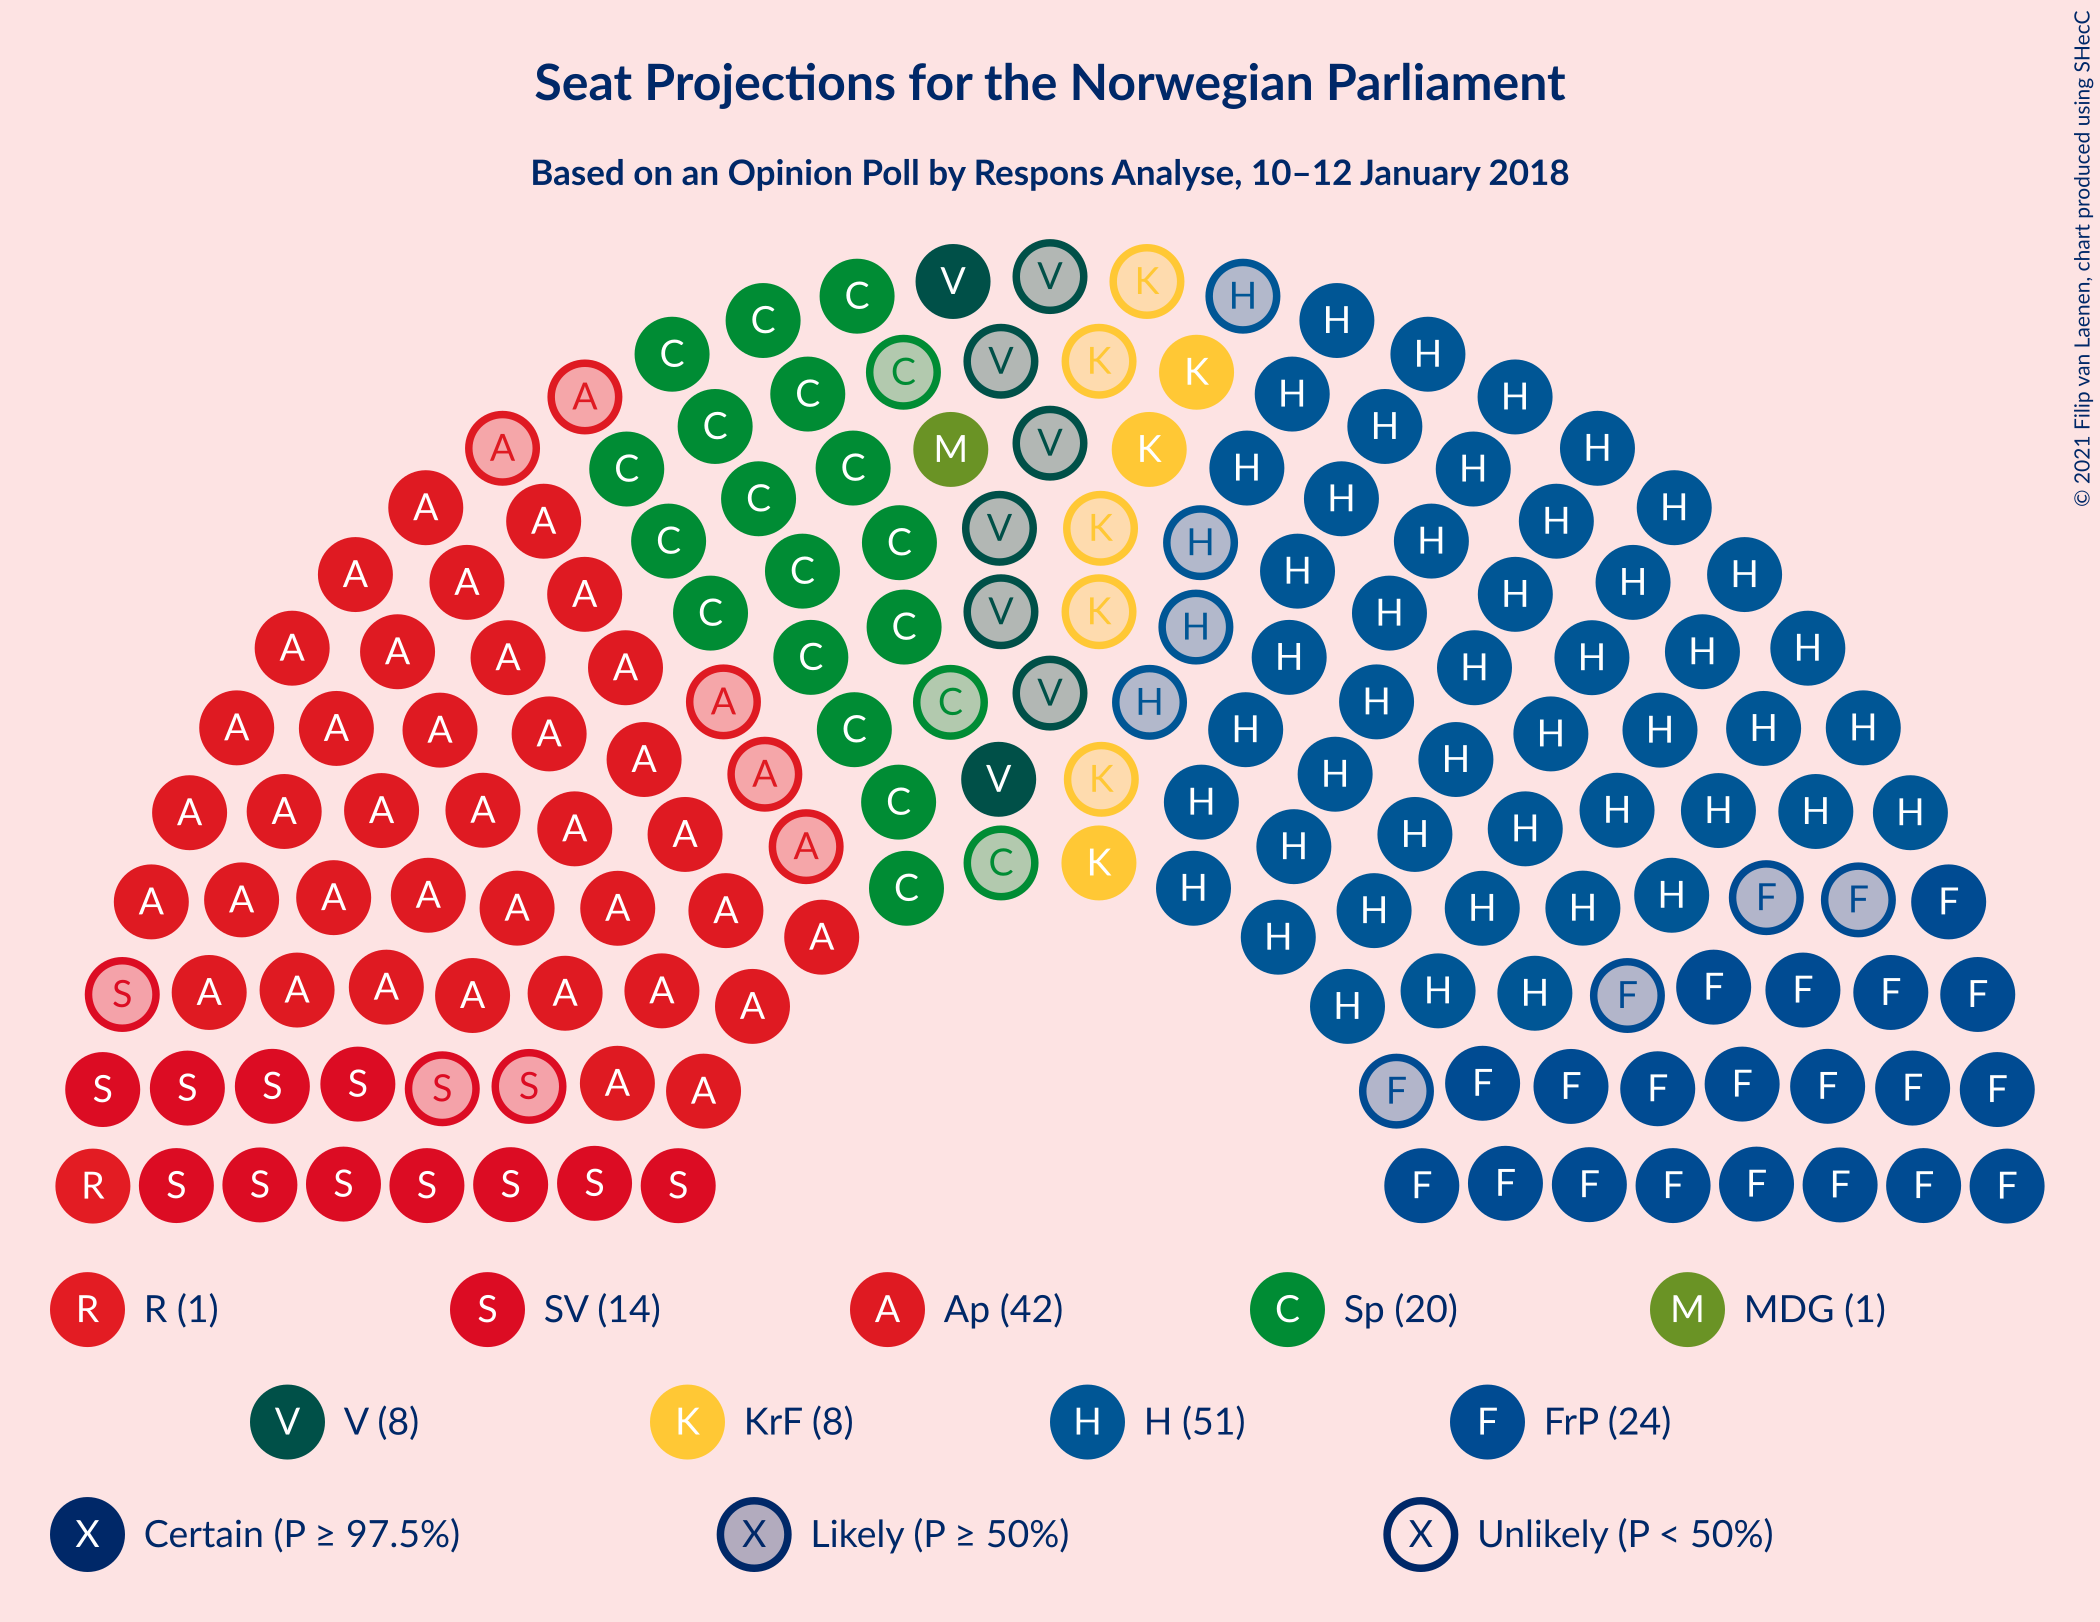 Seat Projections for the Norwegian Parliament
Based on an Opinion Poll by Respons Analyse, 10–12 January 2018
© 2021 Filip van Laenen, chart produced using SHecC
V V K H
C H
C V K K H
C C H
A C C H H
C M V K H
A C C H H
C C H H
A A C V K H H H
C C H H
A A A C C H H H H
C C V K H H
A A A A C C H H H H H
A C V H H
A A A A A C H H H H H
A V K H
A A A A A A C H H H H H H H
A H
A A A A A A A C C K H H H H H H F F F
A H
S A A A A A A A H H H F F F F F
S S S S S S A A F F F F F F F F
R S S S S S S S F F F F F F F F
R R (1) S SV (14) A Ap (42) C Sp (20) M MDG (1)
V V (8) K KrF (8) H H (51) F FrP (24)
X Certain (P ≥ 97.5%) X Likely (P ≥ 50%) X Unlikely (P < 50%)